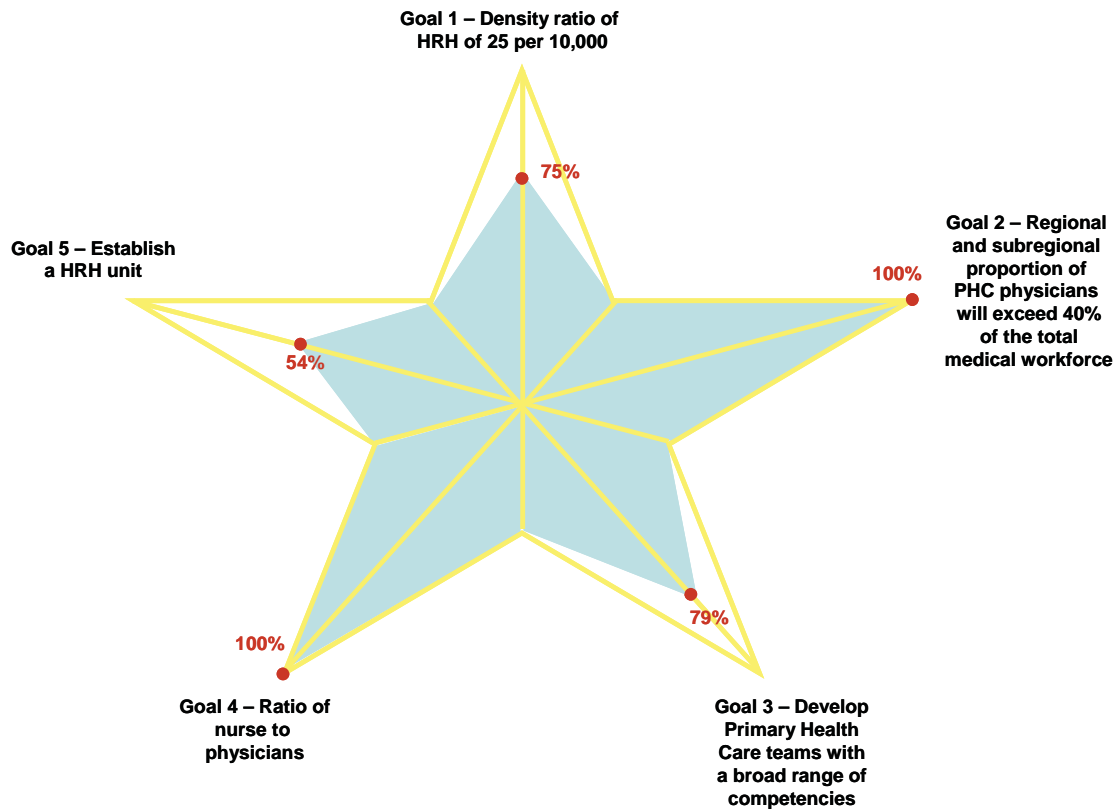 Goal 1 – Density ratio of
HRH of 25 per 10,000
75%
Goal 2 – Regional
and subregional
proportion of
PHC physicians
will exceed 40%
of the total
medical workforce
100%
Goal 5 – Establish
a HRH unit
54%
79%
100%
Goal 4 – Ratio of
nurse to
physicians
Goal 3 – Develop
Primary Health
Care teams with
a broad range of
competencies